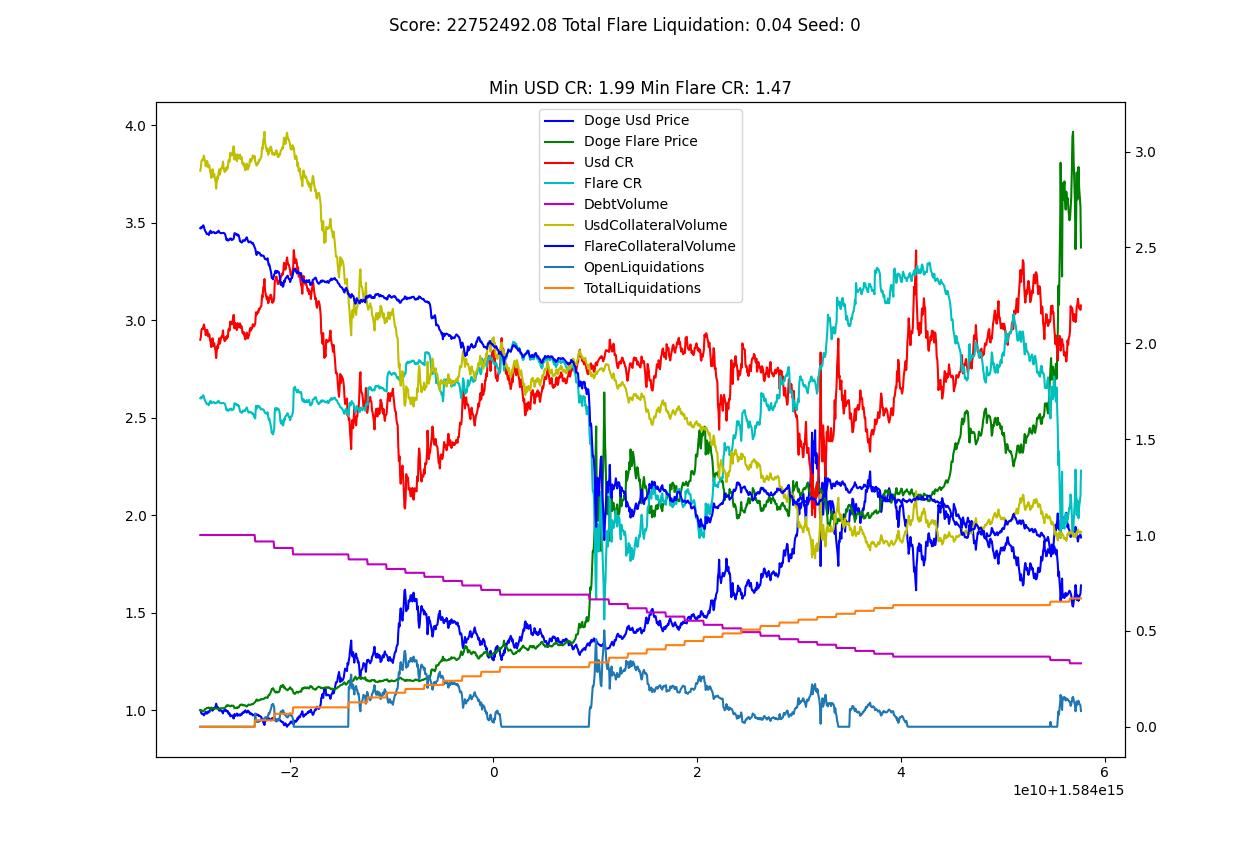 Score: 22752492.08 Total Flare Liquidation: 0.04 Seed: 0
Min USD CR: 1.99 Min Flare CR: 1.47
Doge Usd Price
Doge Flare Price
Usd CR
Flare CR
DebtVolume
UsdCollateralVolume
FlareCollateralVolume
OpenLiquidations
TotalLiquidations
4.0
3.5
3.0
2.5
2.0
1.5
1.0
3.0
2.5
2.0
1.5
1.0
0.5
0.0
−2
0
2
4
6
1e10+1.584e15